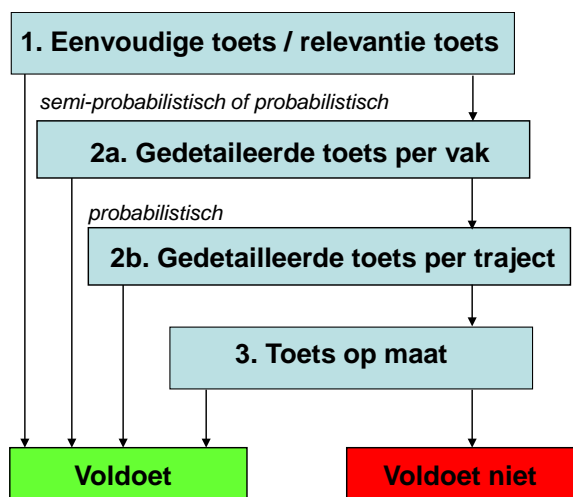 1. Eenvoudige toets / relevantie toets
semi-probabilistisch of probabilistisch
2a. Gedetaileerde toets per vak
probabilistisch
2b. Gedetailleerde toets per traject
3. Toets op maat
Voldoet
Voldoet niet